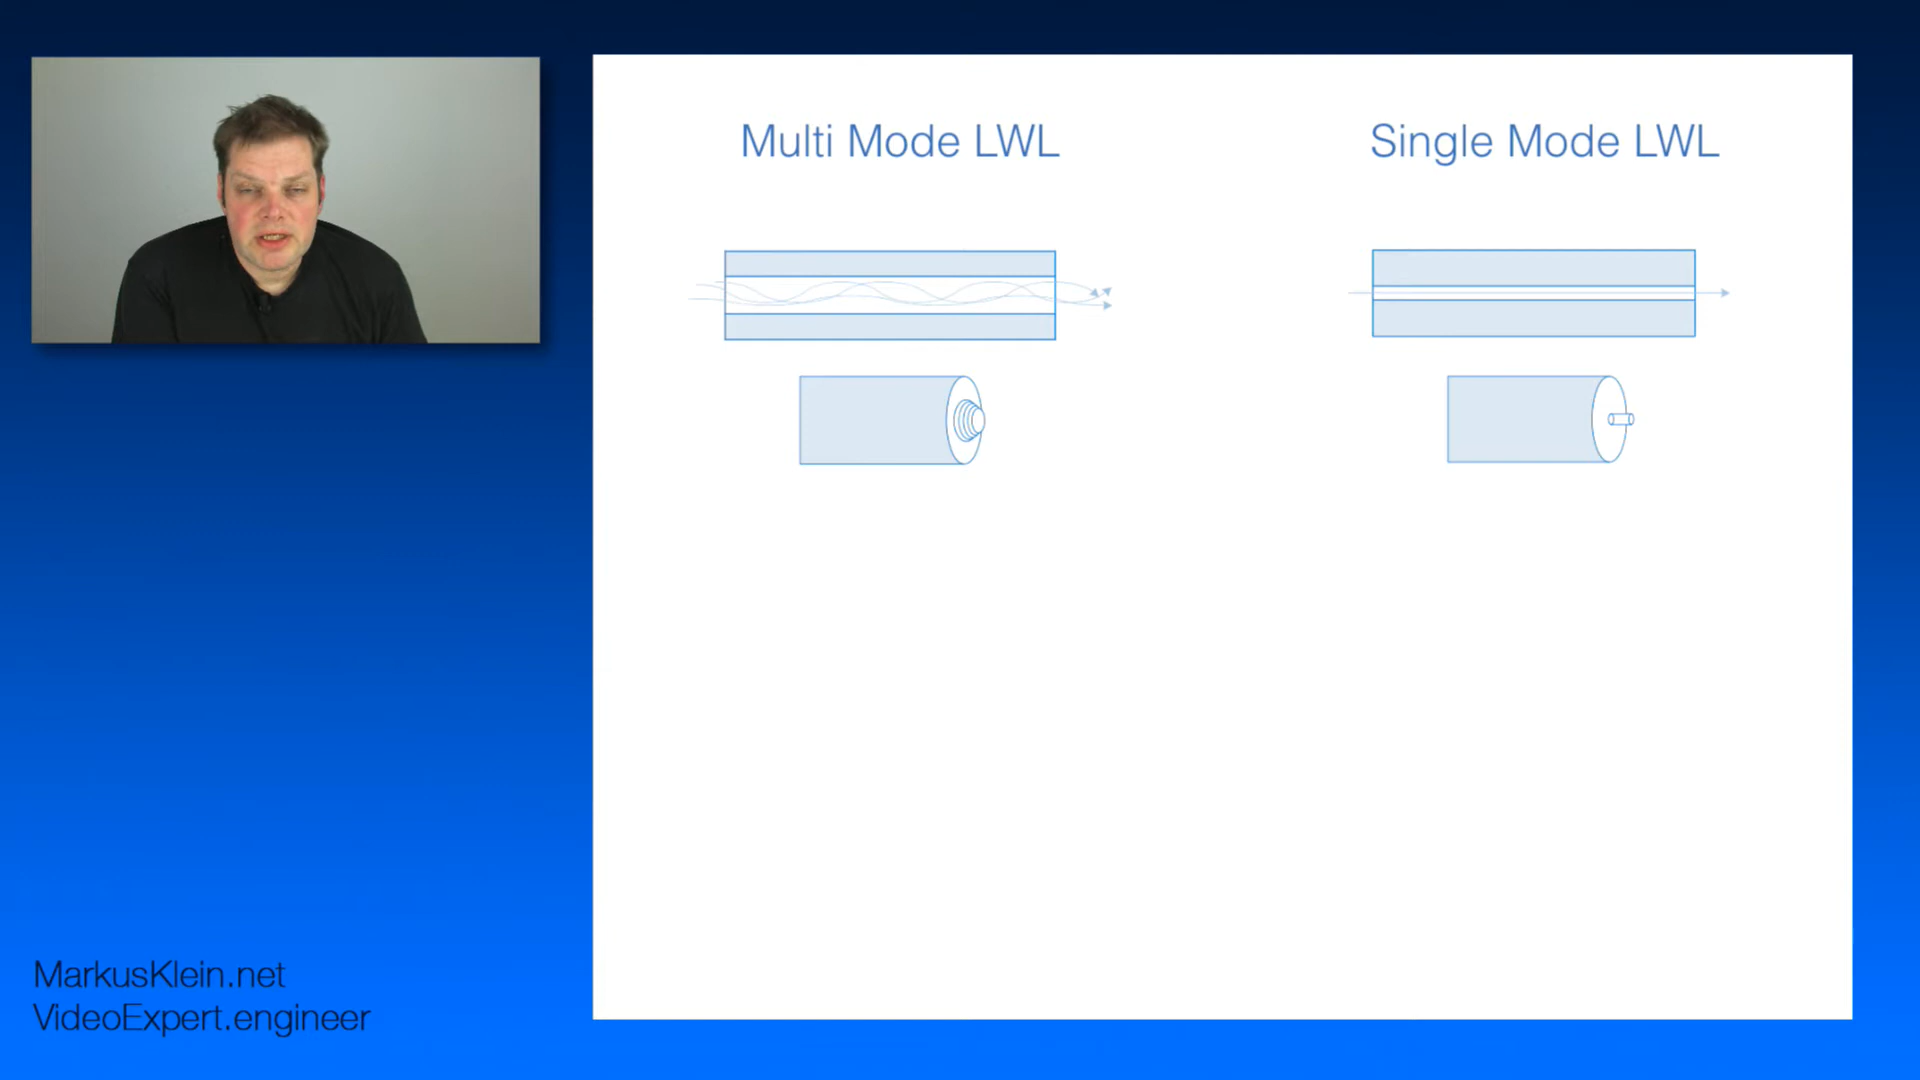 Multi Mode LWL
Single Mode LWL
MarkusKlein.net
VideoExpert.engineer